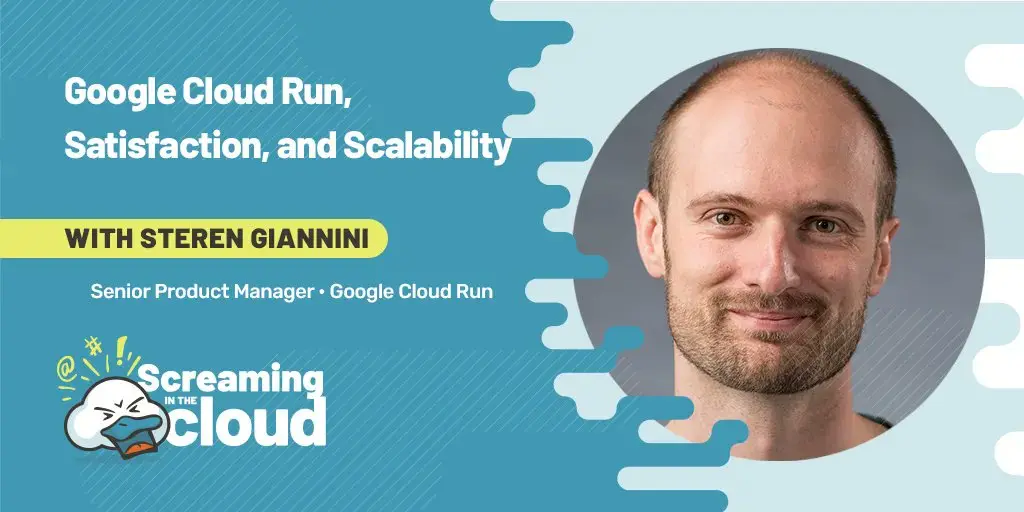 Google Cloud Run,
Satisfaction, and Scalability
WITH STEREN GIANNINI
Senior Product Manager • Google Cloud Run
@#!
Screaming
IN THE
cloud